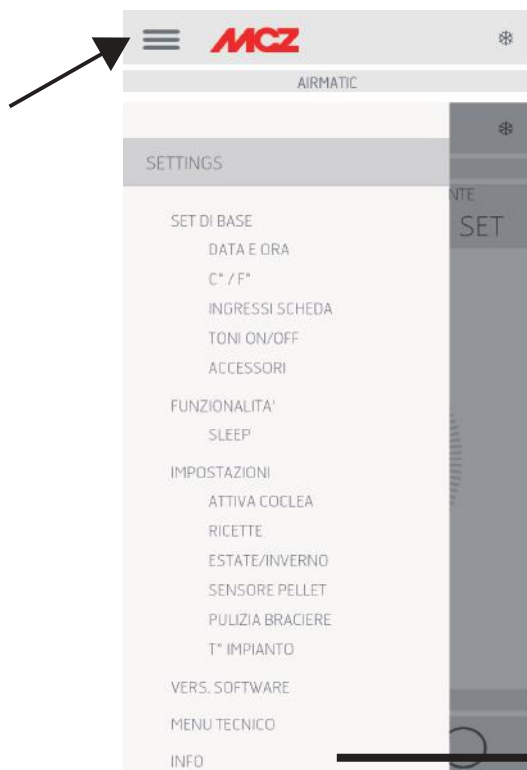 MCZ
AIRMATIC
SETTINGS
NTE
SET
SET DI BASE
DATA E ORA
C° / F°
INGRESSI SCHEDA
TONI ON/OFF
ACCESSORI
FUNZIONALITA'
SLEEP
IMPOSTAZIONI
ATTIVA COCLEA
RICETTE
ESTATE/INVERNO
SENSORE PELLET
PULIZIA BRACIERE
T° IMPIANTO
VERS. SOFTWARE
MENU TECNICO
INFO